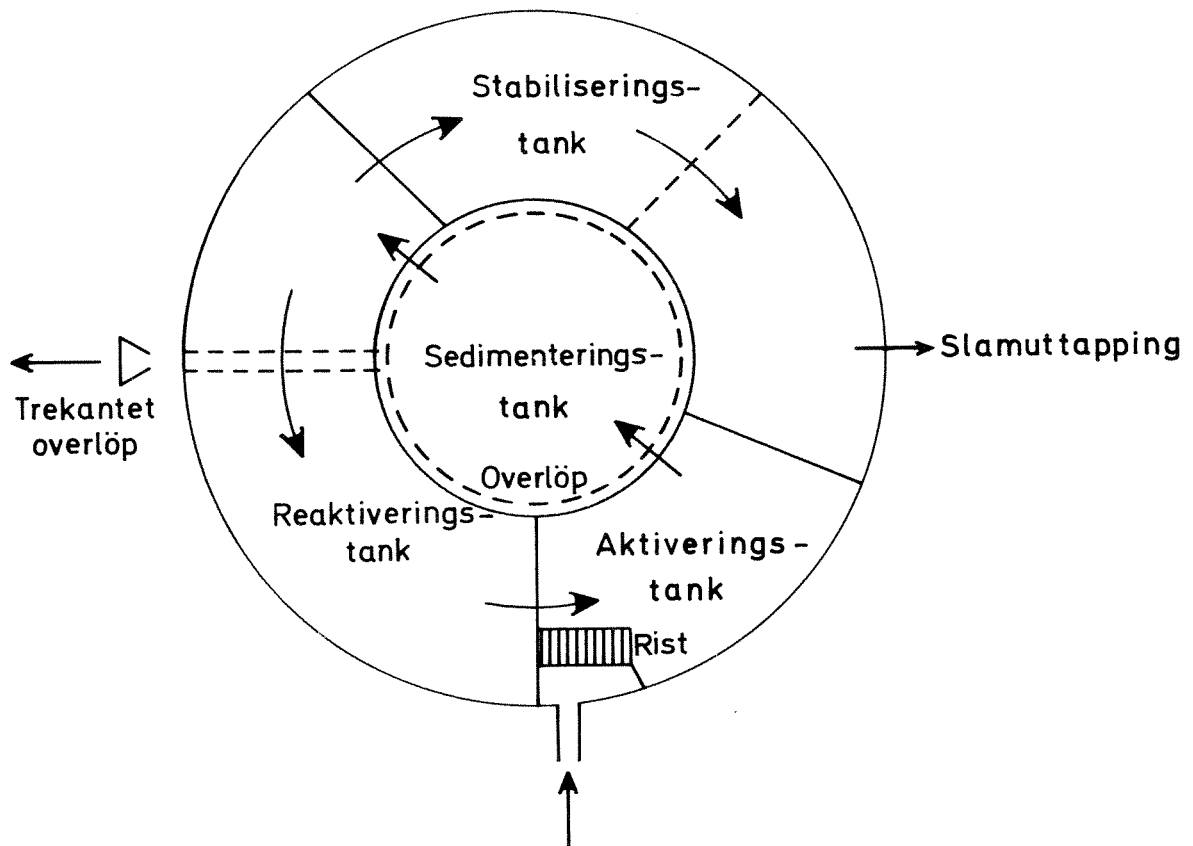 Stabiliserings-
tank
Sedimenterings-
tank
Overlöp
Slamuttapping
Trekantet
overlöp
Reaktiverings-
tank
Aktiverings-
tank
Rist